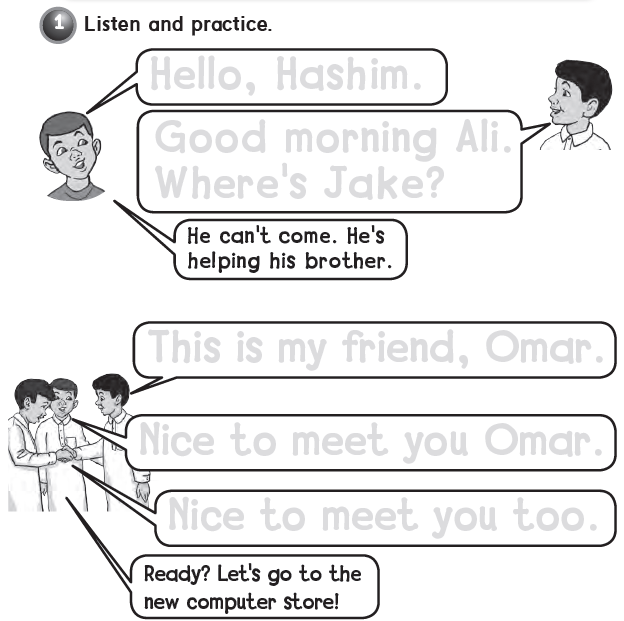 1 Listen and practice.
Hello, Hashim.
Good morning Ali.
Where's Jake?
He can't come. He's
helping his brother.
This is my friend, Omar.
Nice to meet you Omar.
Nice to meet you too.
Ready? Let's go to the
new computer store!